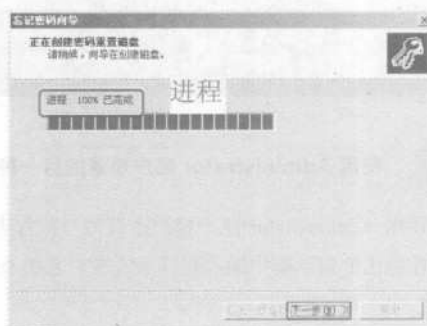 忘记密码向导
正在创建密码重置磁盘
请稍候，向导在创建磁盘。
进程
进程：100% 已完成
下一步(N)